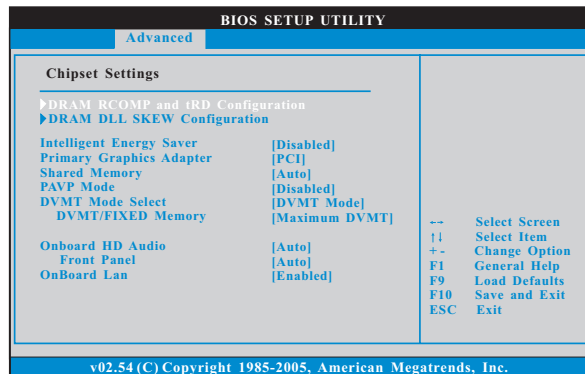 BIOS SETUP UTILITY
Advanced
Chipset Settings
DRAM RCOMP and tRD Configuration
DRAM DLL SKEW Configuration
Intelligent Energy Saver [Disabled]
Primary Graphics Adapter [PCI]
Shared Memory [Auto]
PAVP Mode [Disabled]
DVMT Mode Select [DVMT Mode]
DVMT/FIXED Memory [Maximum DVMT]
Onboard HD Audio [Auto]
Front Panel [Auto]
OnBoard Lan [Enabled]
←→ Select Screen
↑↓ Select Item
+ - Change Option
F1 General Help
F9 Load Defaults
F10 Save and Exit
ESC Exit
v02.54 (C) Copyright 1985-2005, American Megatrends, Inc.